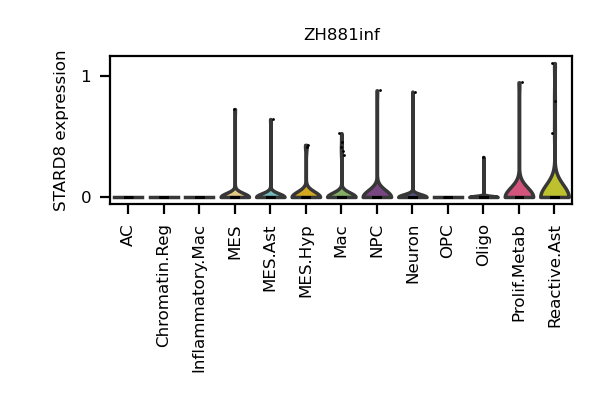 ZH881inf
STARD8 expression
1
0
AC
Chromatin.Reg
Inflammatory.Mac
MES
MES.Ast
MES.Hyp
Mac
NPC
Neuron
OPC
Oligo
Prolif.Metab
Reactive.Ast